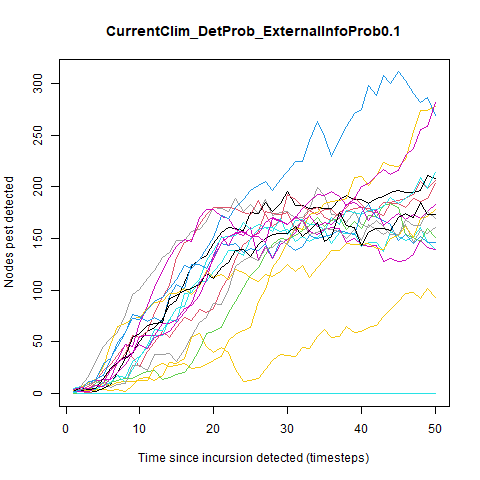 CurrentClim_DetProb_ExternalInfoProb0.1
Nodes pest detected
300
250
200
150
100
50
0
0 10 20 30 40 50
Time since incursion detected (timesteps)